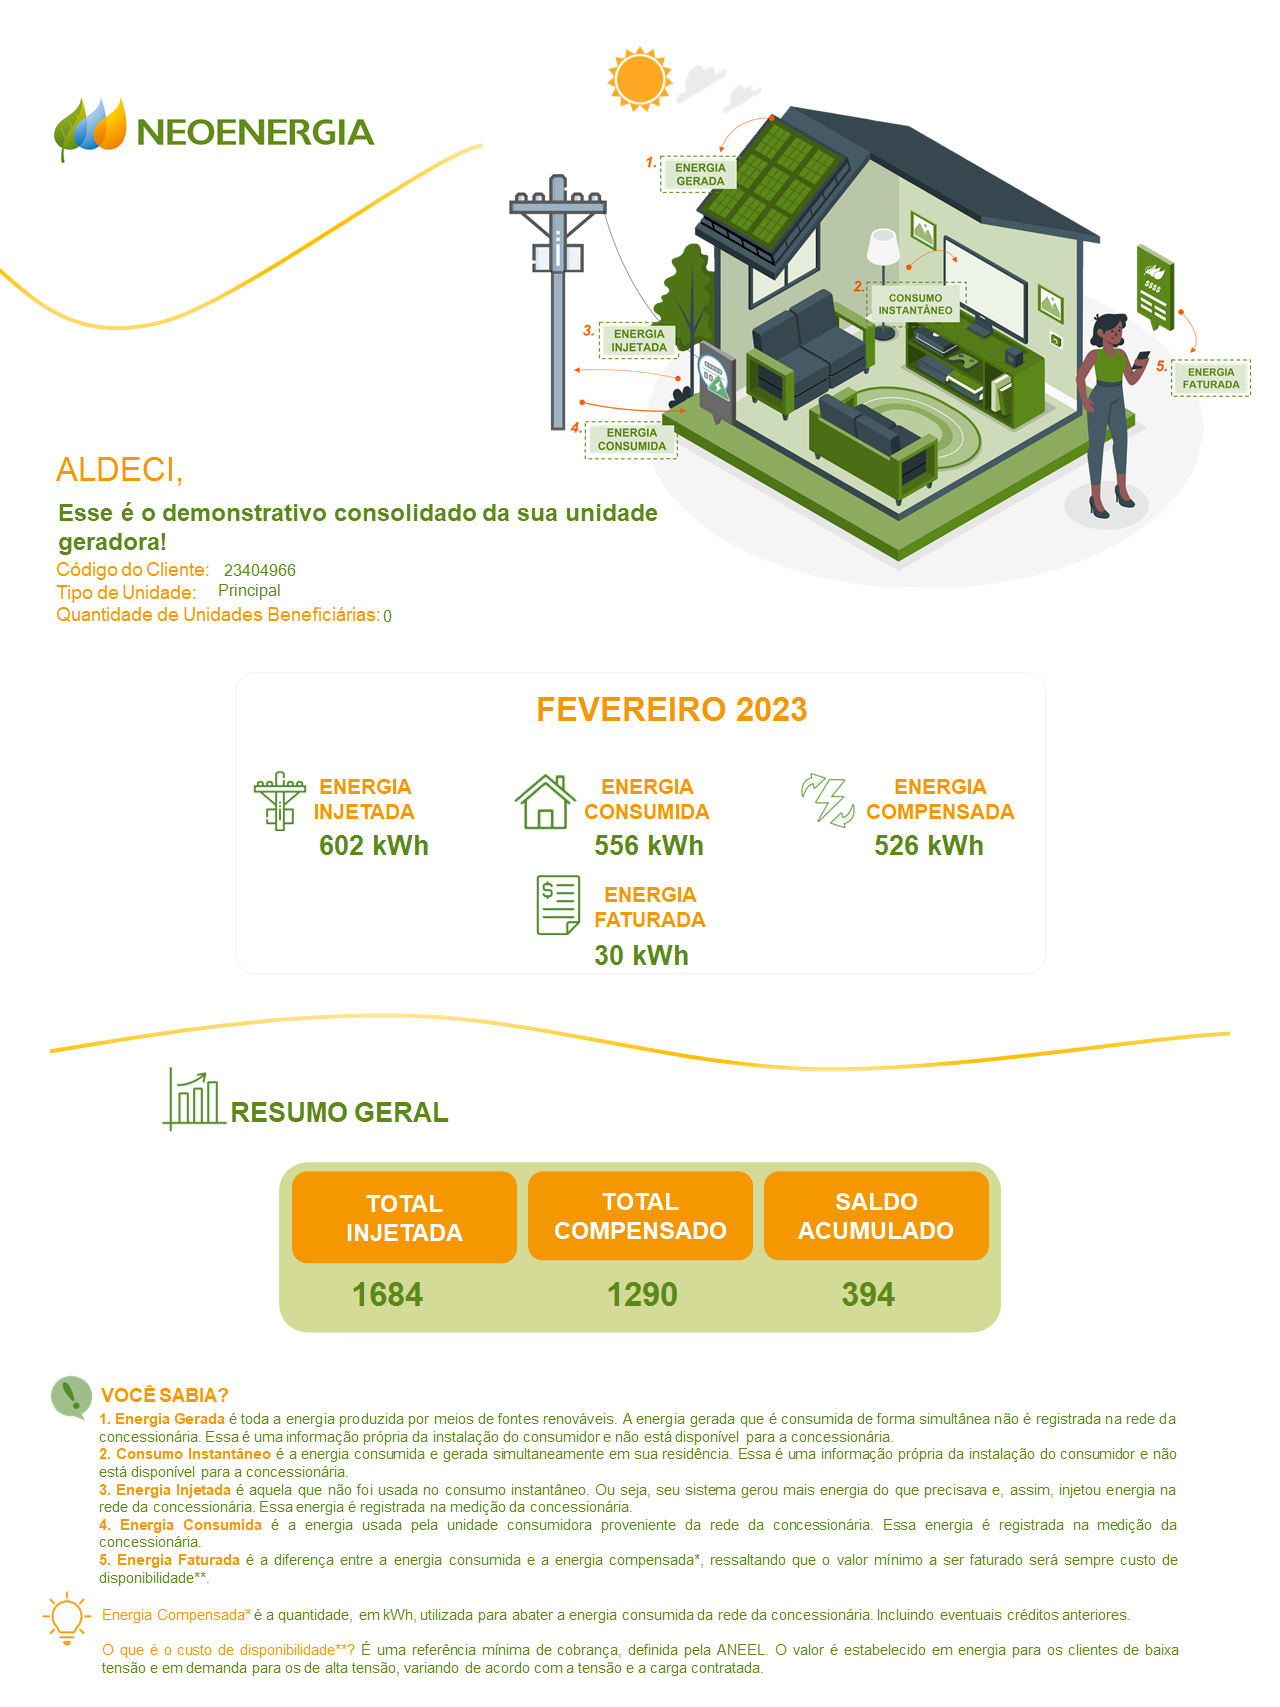 NEOENERGIA
1. ENERGIA
GERADA
2. CONSUMO
INSTANTÂNEO
$$$$
3. ENERGIA
INJETADA
5. ENERGIA
FATURADA
4. ENERGIA
CONSUMIDA
ALDECI,
Esse é o demonstrativo consolidado da sua unidade
geradora!
Código do Cliente: 23404966
Tipo de Unidade: Principal
Quantidade de Unidades Beneficiárias: 0
FEVEREIRO 2023
ENERGIA
INJETADA
602 kWh
ENERGIA
CONSUMIDA
556 kWh
ENERGIA
COMPENSADA
526 kWh
$
ENERGIA
FATURADA
30 kWh
RESUMO GERAL
TOTAL
INJETADA
1684
TOTAL
COMPENSADO
1290
SALDO
ACUMULADO
394
VOCÊ SABIA?
1. Energia Gerada é toda a energia produzida por meios de fontes renováveis. A energia gerada que é consumida de forma simultânea não é registrada na rede da
concessionária. Essa é uma informação própria da instalação do consumidor e não está disponível para a concessionária.
2. Consumo Instantâneo é a energia consumida e gerada simultaneamente em sua residência. Essa é uma informação própria da instalação do consumidor e não
está disponível para a concessionária.
3. Energia Injetada é aquela que não foi usada no consumo instantâneo. Ou seja, seu sistema gerou mais energia do que precisava e, assim, injetou energia na
rede da concessionária. Essa energia é registrada na medição da concessionária.
4. Energia Consumida é a energia usada pela unidade consumidora proveniente da rede da concessionária. Essa energia é registrada na medição da
concessionária.
5. Energia Faturada é a diferença entre a energia consumida e a energia compensada*, ressaltando que o valor mínimo a ser faturado será sempre custo de
disponibilidade**.
Energia Compensada* é a quantidade, em kWh, utilizada para abater a energia consumida da rede da concessionária. Incluindo eventuais créditos anteriores.
O que é o custo de disponibilidade**? É uma referência mínima de cobrança, definida pela ANEEL. O valor é estabelecido em energia para os clientes de baixa
tensão e em demanda para os de alta tensão, variando de acordo com a tensão e a carga contratada.